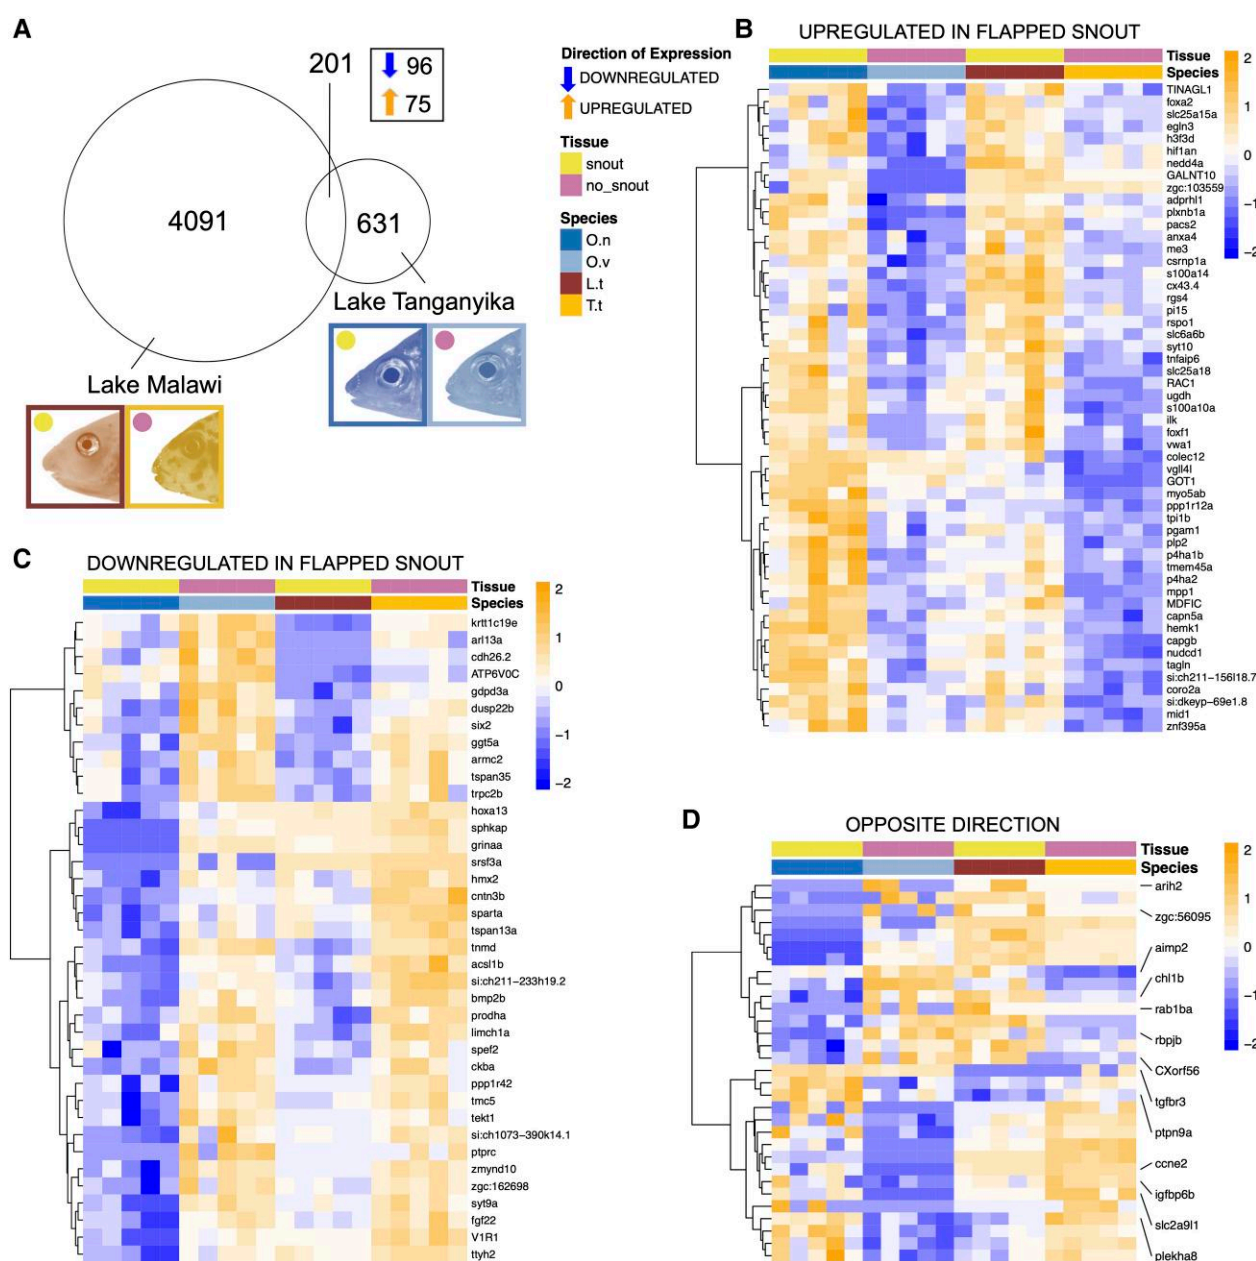 A
201
96
75
4091
631
Lake Tanganyika
Lake Malawi
Direction of Expression
DOWNREGULATED
UPREGULATED
Tissue
snout
no_snout
Species
O.n
O.v
L.t
T.t
B
UPREGULATED IN FLAPPED SNOUT
Tissue
Species
2
1
0
−1
−2
TINAGL1
foxa2
slc25a15a
egln3
h3f3d
hif1an
nedd4a
GALNT10
zgc:103559
adprhl1
plxnb1a
pacs2
anxa4
me3
csrnp1a
s100a14
cx43.4
rgs4
pi15
rspo1
slc6a6b
syt10
tnfaip6
slc25a18
RAC1
ugdh
s100a10a
ilk
foxf1
vwa1
colec12
vgll4l
GOT1
myo5ab
ppp1r12a
tpi1b
pgam1
plp2
p4ha1b
tmem45a
p4ha2
mpp1
MDFIC
capn5a
hemk1
capgb
nudcd1
tagln
si:ch211−156l18.7
coro2a
si:dkeyp−69e1.8
mid1
znf395a
C
DOWNREGULATED IN FLAPPED SNOUT
Tissue
Species
2
1
0
−1
−2
krtt1c19e
arl13a
cdh26.2
ATP6V0C
gdpd3a
dusp22b
six2
ggt5a
armc2
tspan35
trpc2b
hoxa13
sphkap
grinaa
srsf3a
hmx2
cntn3b
sparta
tspan13a
tnmd
acsl1b
si:ch211−233h19.2
bmp2b
prodha
limch1a
spef2
ckba
ppp1r42
tmc5
tekt1
si:ch1073−390k14.1
ptprc
zmynd10
zgc:162698
syt9a
fgf22
V1R1
ttyh2
D
OPPOSITE DIRECTION
Tissue
Species
2
1
0
−1
−2
arih2
zgc:56095
aimp2
chl1b
rab1ba
rbpjb
CXorf56
tgfbr3
ptpn9a
ccne2
igfbp6b
slc2a9l1
plekha8